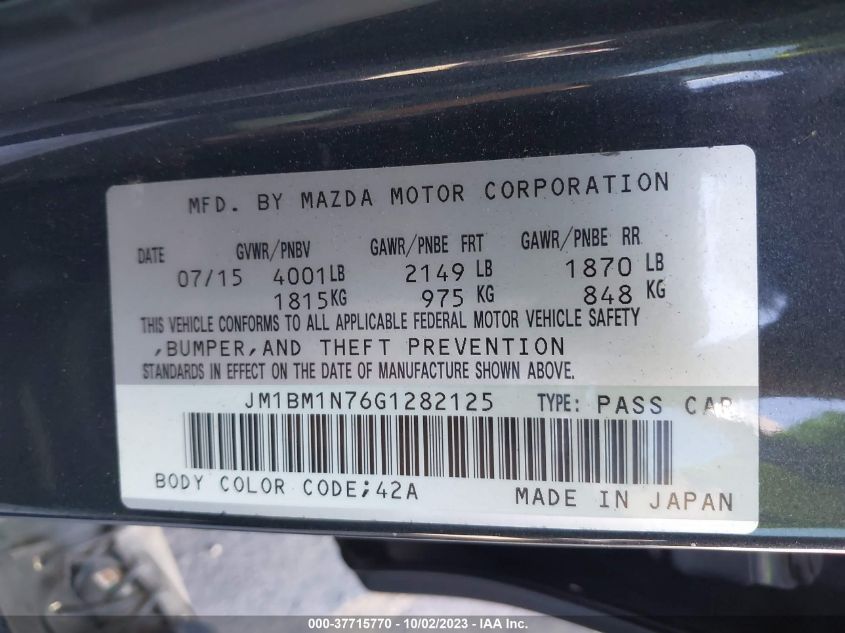 MFD. BY MAZDA MOTOR CORPORATION
DATE GVWR/PNBV GAWR/PNBE FRT GAWR/PNBE RR
07/15 4001LB 2149 LB 1870 LB
1815KG 975 KG 848 KG
THIS VEHICLE CONFORMS TO ALL APPLICABLE FEDERAL MOTOR VEHICLE SAFETY
,BUMPER,AND THEFT PREVENTION
STANDARDS IN EFFECT ON THE DATE OF MANUFACTURE SHOWN ABOVE.
JM1BM1N76G1282125 TYPE: PASS CAR
BODY COLOR CODE;42A MADE IN JAPAN
000-37715770 - 10/02/2023 - IAA Inc.